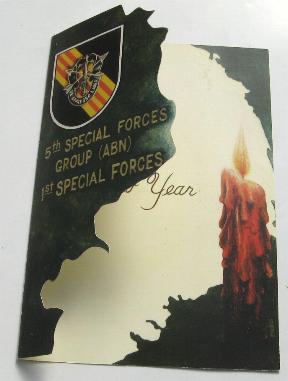 5th SPECIAL FORCES
GROUP (ABN)
1st SPECIAL FORCES
Year